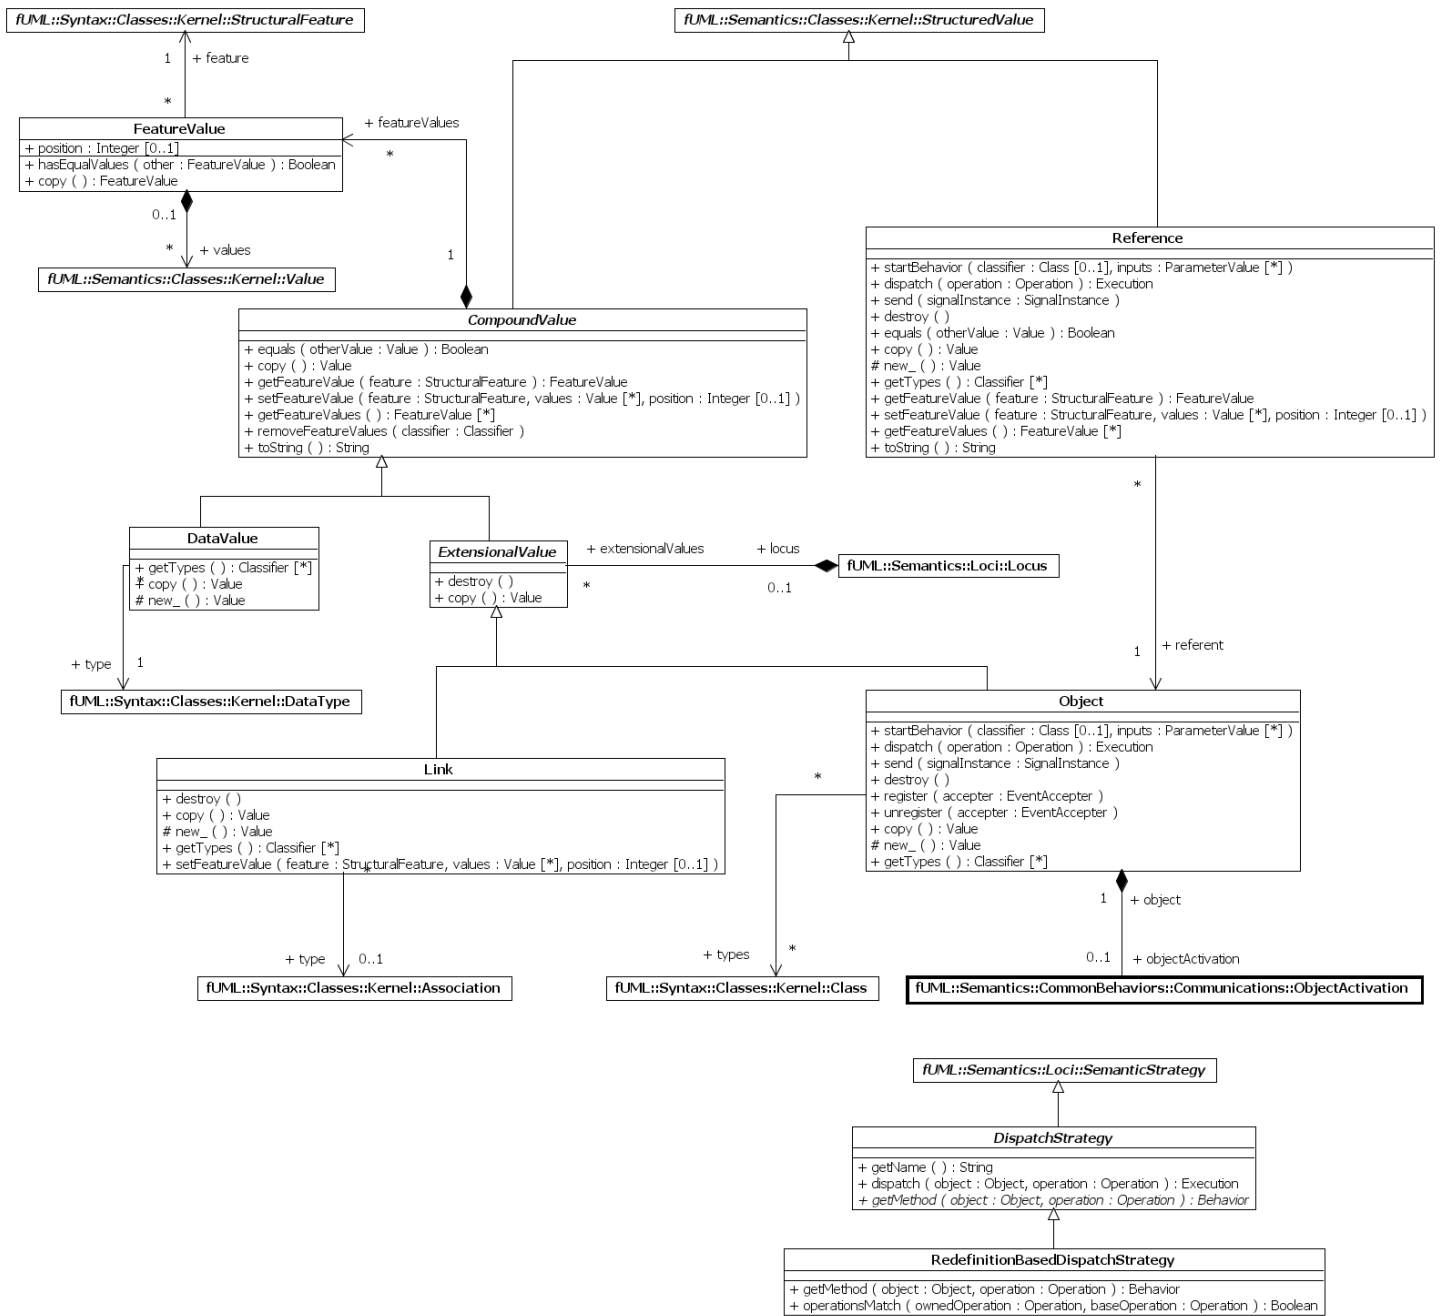 fUML::Syntax::Classes::Kernel::StructuralFeature
fUML::Semantics::Classes::Kernel::StructuredValue
1
+ feature
*
FeatureValue
+ position : Integer [0..1]
+ hasEqualValues ( other : FeatureValue ) : Boolean
+ copy ( ) : FeatureValue
+ featureValues
*
0..1
*
+ values
fUML::Semantics::Classes::Kernel::Value
1
Reference
+ startBehavior ( classifier : Class [0..1], inputs : ParameterValue [*] )
+ dispatch ( operation : Operation ) : Execution
+ send ( signalInstance : SignalInstance )
+ destroy ( )
+ equals ( otherValue : Value ) : Boolean
+ copy ( ) : Value
# new_ ( ) : Value
+ getTypes ( ) : Classifier [*]
+ getFeatureValue ( feature : StructuralFeature ) : FeatureValue
+ setFeatureValue ( feature : StructuralFeature, values : Value [*], position : Integer [0..1] )
+ getFeatureValues ( ) : FeatureValue [*]
+ toString ( ) : String
CompoundValue
+ equals ( otherValue : Value ) : Boolean
+ copy ( ) : Value
+ getFeatureValue ( feature : StructuralFeature ) : FeatureValue
+ setFeatureValue ( feature : StructuralFeature, values : Value [*], position : Integer [0..1] )
+ getFeatureValues ( ) : FeatureValue [*]
+ removeFeatureValues ( classifier : Classifier )
+ toString ( ) : String
*
DataValue
+ getTypes ( ) : Classifier [*]
*
+ copy ( ) : Value
# new_ ( ) : Value
ExtensionalValue
+ destroy ( )
+ copy ( ) : Value
+ extensionalValues
*
+ locus
0..1
fUML::Semantics::Loci::Locus
+ type
1
fUML::Syntax::Classes::Kernel::DataType
1
+ referent
Object
+ startBehavior ( classifier : Class [0..1], inputs : ParameterValue [*] )
+ dispatch ( operation : Operation ) : Execution
+ send ( signalInstance : SignalInstance )
+ destroy ( )
+ register ( accepter : EventAccepter )
+ unregister ( accepter : EventAccepter )
+ copy ( ) : Value
# new_ ( ) : Value
+ getTypes ( ) : Classifier [*]
*
Link
+ destroy ( )
+ copy ( ) : Value
# new_ ( ) : Value
+ getTypes ( ) : Classifier [*]
+ setFeatureValue ( feature : StructuralFeature, values : Value [*], position : Integer [0..1] )
*
+ type
0..1
fUML::Syntax::Classes::Kernel::Association
+ types
*
fUML::Syntax::Classes::Kernel::Class
1
+ object
0..1
+ objectActivation
fUML::Semantics::CommonBehaviors::Communications::ObjectActivation
fUML::Semantics::Loci::SemanticStrategy
DispatchStrategy
+ getName ( ) : String
+ dispatch ( object : Object, operation : Operation ) : Execution
+ getMethod ( object : Object, operation : Operation ) : Behavior
RedefinitionBasedDispatchStrategy
+ getMethod ( object : Object, operation : Operation ) : Behavior
+ operationsMatch ( ownedOperation : Operation, baseOperation : Operation ) : Boolean